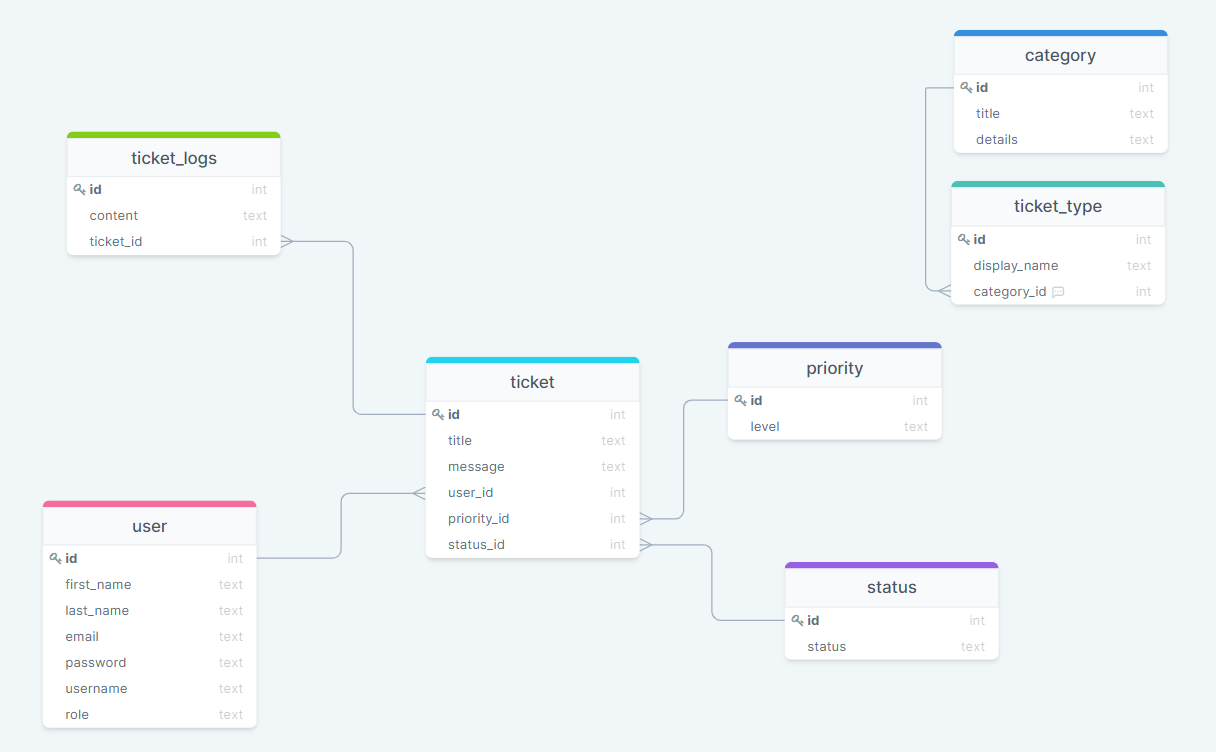 category
id int
title text
details text
ticket_logs
id int
content text
ticket_id int
ticket_type
id int
display_name text
category_id int
ticket
id int
title text
message text
user_id int
priority_id int
status_id int
priority
id int
level text
user
id int
first_name text
last_name text
email text
password text
username text
role text
status
id int
status text